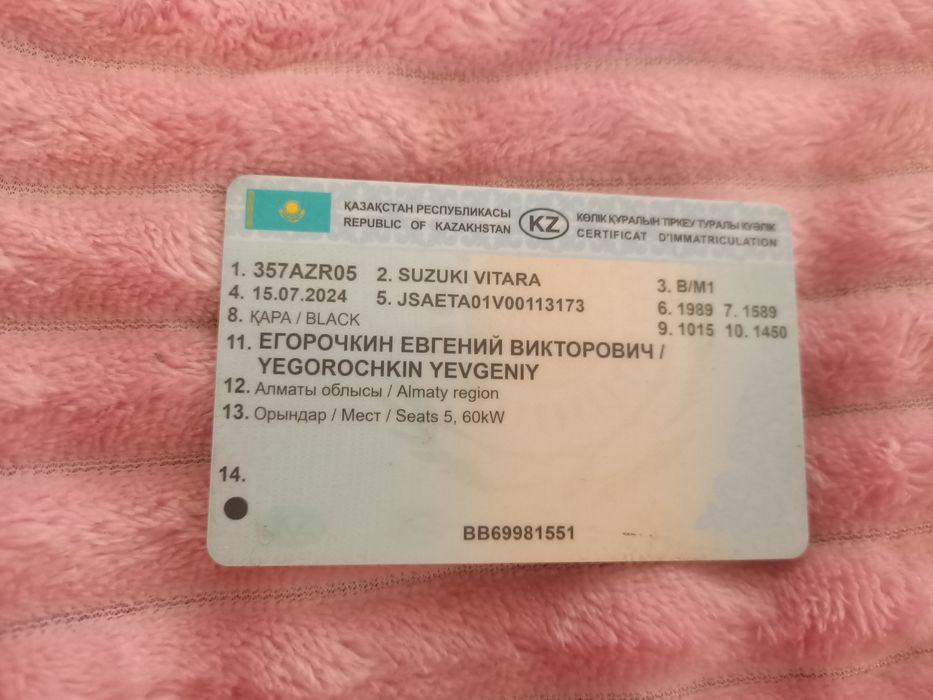 ҚАЗАҚСТАН РЕСПУБЛИКАСЫ
REPUBLIC OF KAZAKHSTAN
KZ
КӨЛІК ҚҰРАЛЫН ТІРКЕУ ТУРАЛЫ КУӘЛІК
CERTIFICAT D'IMMATRICULATION
1. 357AZR05 2. SUZUKI VITARA 3. B/M1
4. 15.07.2024 5. JSAETA01V00113173 6. 1989 7. 1589
8. ҚАРА / BLACK 9. 1015 10. 1450
11. ЕГОРОЧКИН ЕВГЕНИЙ ВИКТОРОВИЧ /
YEGOROCHKIN YEVGENIY
12. Алматы облысы / Almaty region
13. Орындар / Мест / Seats 5, 60kW
14.
BB69981551